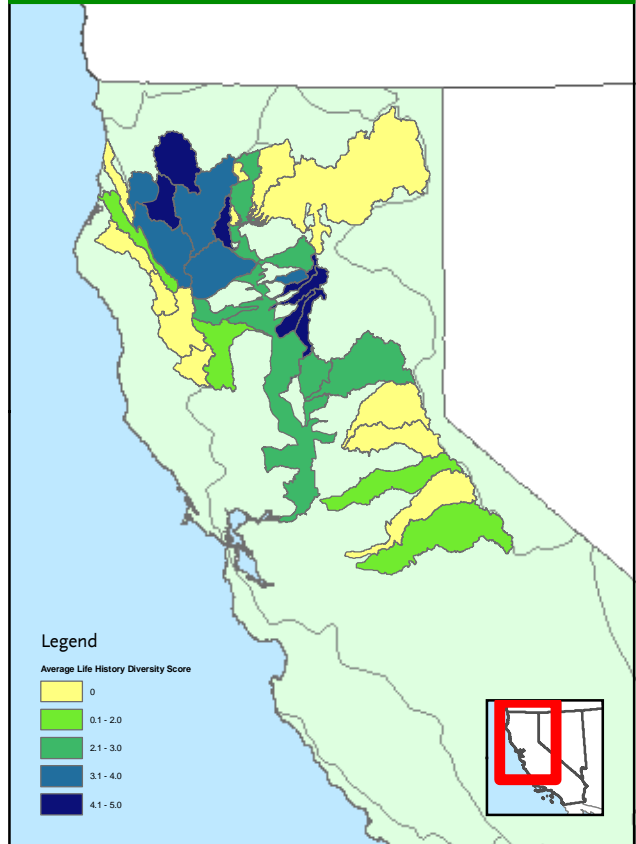 Legend
Average Life History Diversity Score
0
0.1 - 2.0
2.1 - 3.0
3.1 - 4.0
4.1 - 5.0